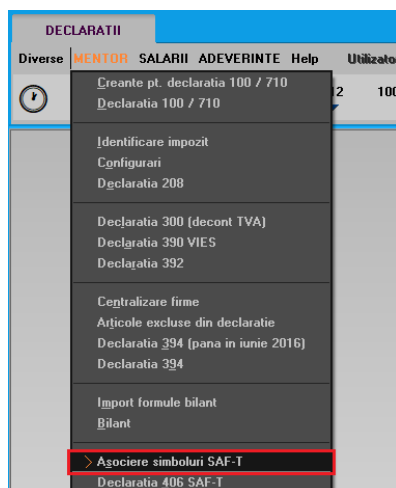 DECLARATII
Diverse MENTOR SALARII ADEVERINTE Help Utilizato
12 100
Creante pt. declaratia 100 / 710
Declaratia 100 / 710
Identificare impozit
Configurari
Declaratia 208
Declaratia 300 (decont TVA)
Declaratia 390 VIES
Declaratia 392
Centralizare firme
Articole excluse din declaratie
Declaratia 394 (pana in iunie 2016)
Declaratia 394
Import formule bilant
Bilant
> Asociere simboluri SAF-T
Declaratia 406 SAF-T